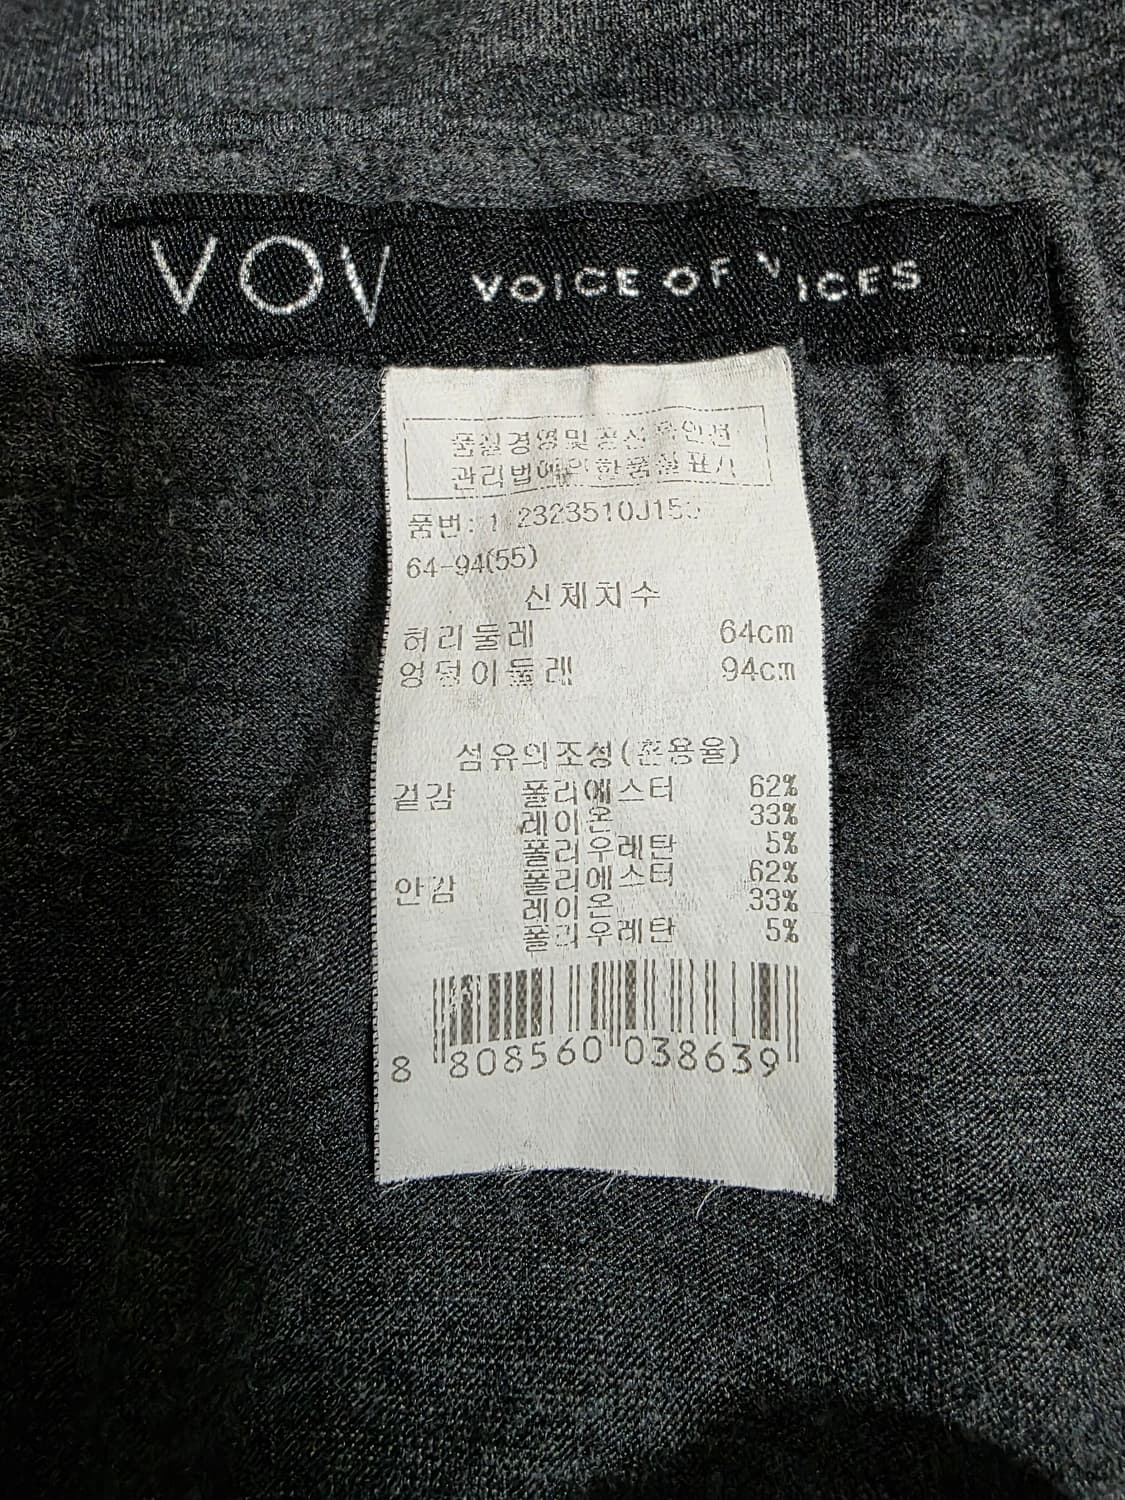 VOV VOICE OF VOICES
품질경영및공산품안전
관리법에의한품질표시
품번:
64-94(55)
신체치수
허리둘레 64cm
엉덩이둘레 94cm
섬유의조성(혼용율)
겉감 폴리에스터 62%
레이온 33%
폴리우레탄 5%
안감 폴리에스터 62%
레이온 33%
폴리우레탄 5%
8 808560 038639